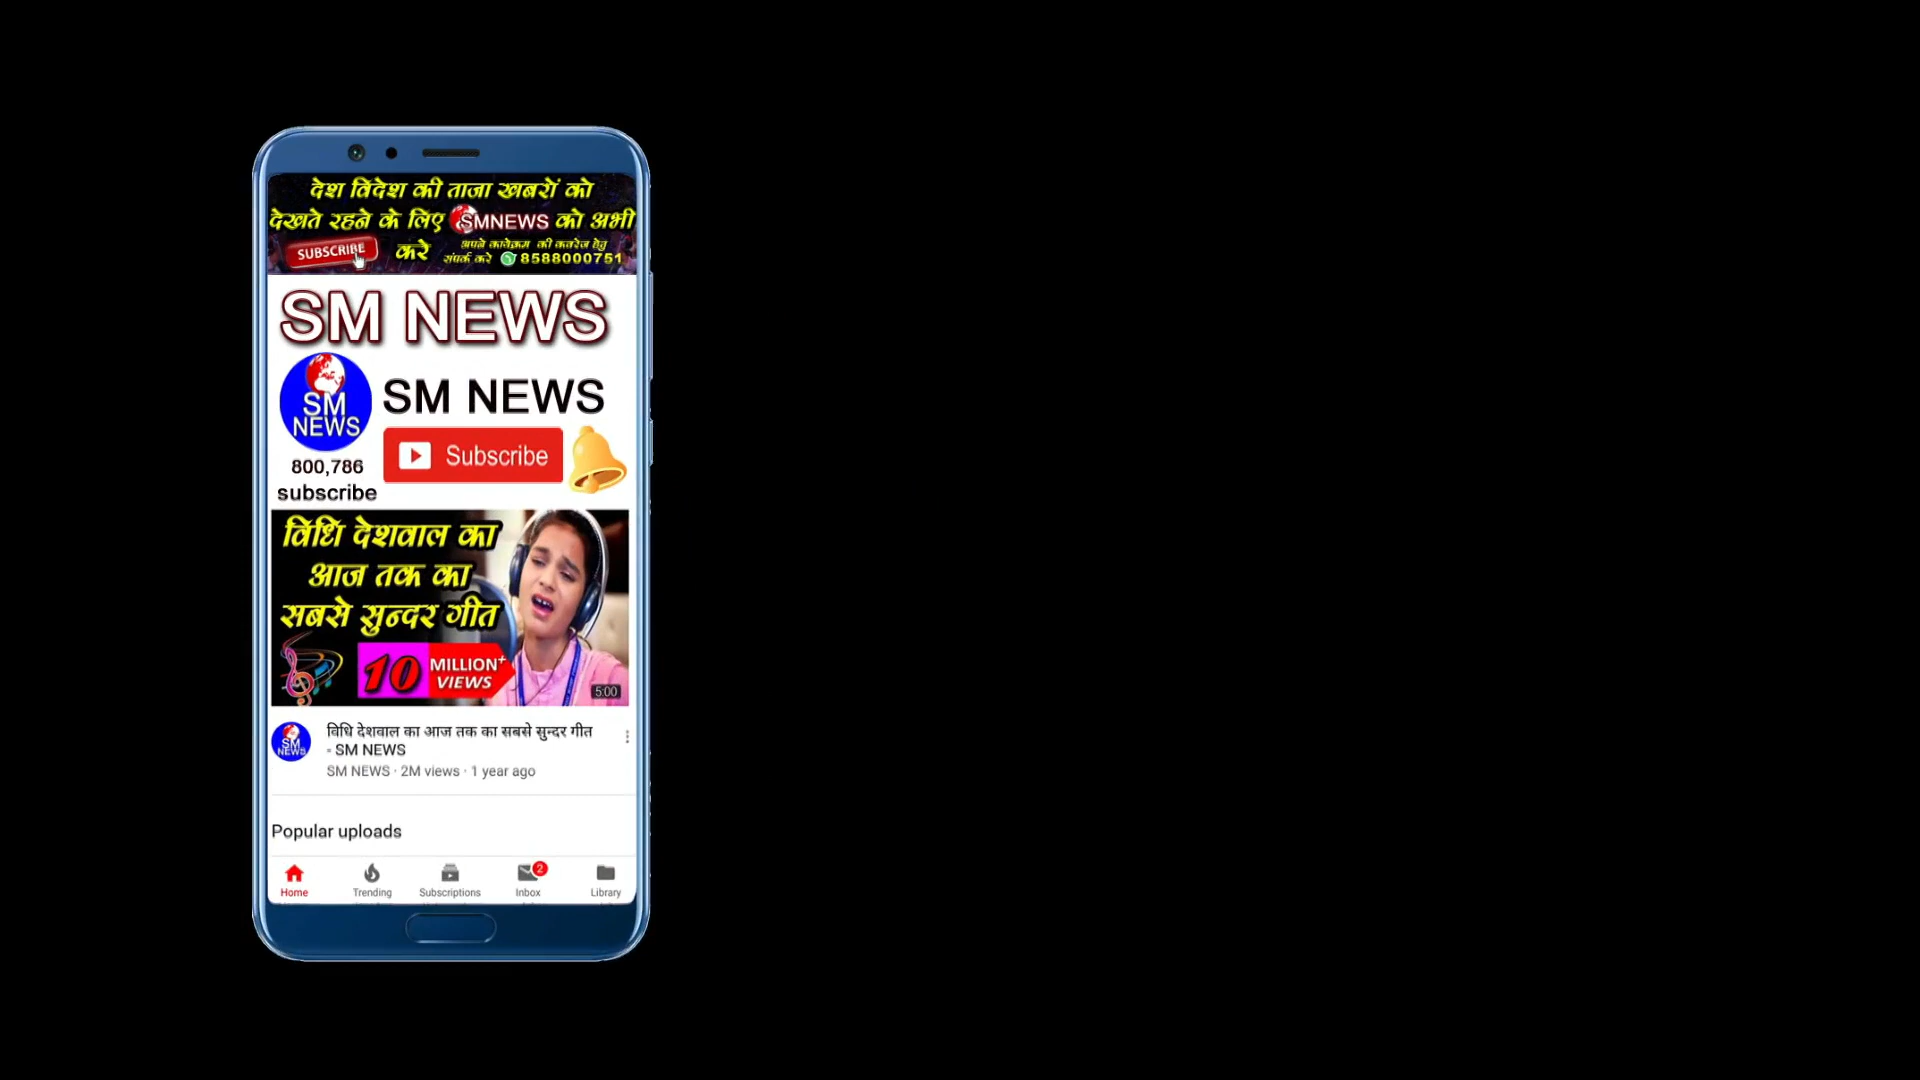 देश विदेश की ताजा खबरों को
देखते रहने के लिए SMNEWS को अभी
SUBSCRIBE करे
अपने कार्यक्रम की कवरेज हेतु
संपर्क करे 8588000751
SM NEWS
SM
NEWS
SM NEWS
Subscribe
800,786
subscribe
विधि देशवाल का
आज तक का
सबसे सुन्दर गीत
10 MILLION+
VIEWS
5:00
SM
NEWS
विधि देशवाल का आज तक का सबसे सुन्दर गीत
- SM NEWS
SM NEWS · 2M views · 1 year ago
Popular uploads
2
Home Trending Subscriptions Inbox Library